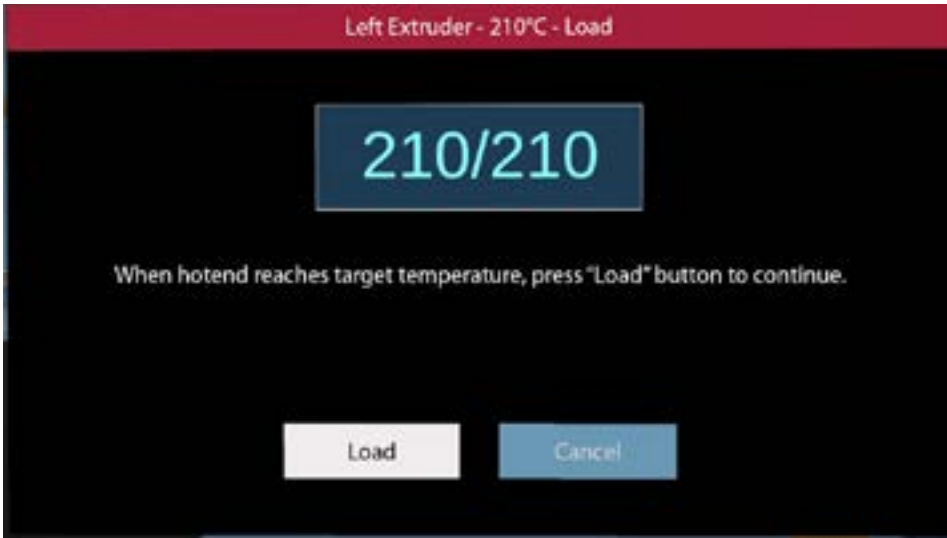 Left Extruder - 210°C - Load
210/210
When hotend reaches target temperature, press "Load" button to continue.
Load
Cancel